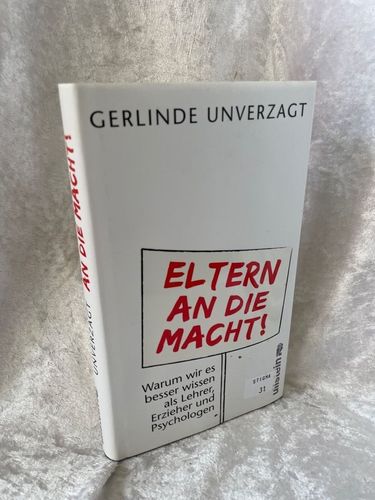 GERLINDE UNVERZAGT
ELTERN
AN DIE
MACHT!
Warum wir es
besser wissen
als Lehrer,
Erzieher und
Psychologen
ullstein
31
UNVERZAGT AN DIE MACHT!